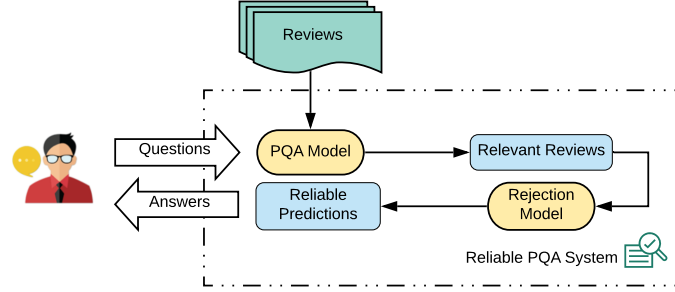 Reviews
Questions
PQA Model
Relevant Reviews
Answers
Reliable
Predictions
Rejection
Model
Reliable PQA System